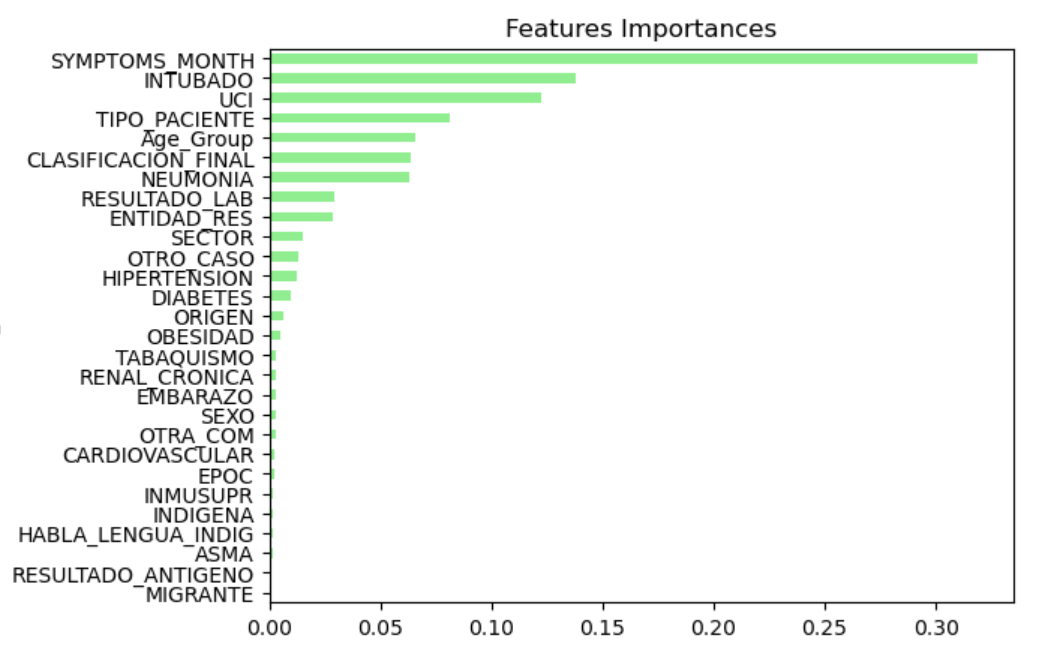 Features Importances
SYMPTOMS_MONTH
INTUBADO
UCI
TIPO_PACIENTE
Age_Group
CLASIFICACION_FINAL
NEUMONIA
RESULTADO_LAB
ENTIDAD_RES
SECTOR
OTRO_CASO
HIPERTENSION
DIABETES
ORIGEN
OBESIDAD
TABAQUISMO
RENAL_CRONICA
EMBARAZO
SEXO
OTRA_COM
CARDIOVASCULAR
EPOC
INMUSUPR
INDIGENA
HABLA_LENGUA_INDIG
ASMA
RESULTADO_ANTIGENO
MIGRANTE
0.00 0.05 0.10 0.15 0.20 0.25 0.30